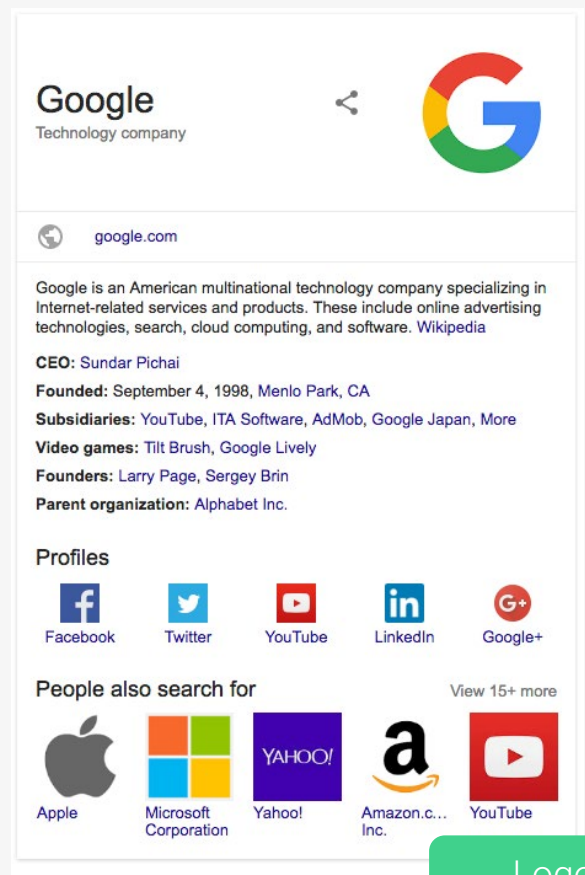 Google
Technology company
google.com
Google is an American multinational technology company specializing in
Internet-related services and products. These include online advertising
technologies, search, cloud computing, and software. Wikipedia
CEO: Sundar Pichai
Founded: September 4, 1998, Menlo Park, CA
Subsidiaries: YouTube, ITA Software, AdMob, Google Japan, More
Video games: Tilt Brush, Google Lively
Founders: Larry Page, Sergey Brin
Parent organization: Alphabet Inc.
Profiles
Facebook Twitter YouTube LinkedIn Google+
People also search for View 15+ more
YAHOO!
Apple Microsoft Yahoo! Amazon.c... YouTube
Corporation Inc.